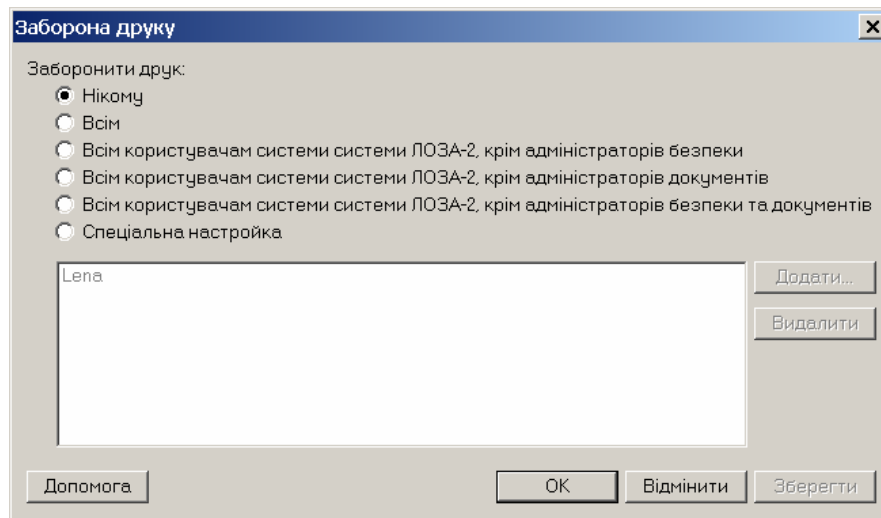 Заборона друку
Заборонити друк:
Нікому
Всім
Всім користувачам системи системи ЛОЗА-2, крім адміністраторів безпеки
Всім користувачам системи системи ЛОЗА-2, крім адміністраторів документів
Всім користувачам системи системи ЛОЗА-2, крім адміністраторів безпеки та документів
Спеціальна настройка
Lena
Додати...
Видалити
Допомога
OK
Відмінити
Зберегти